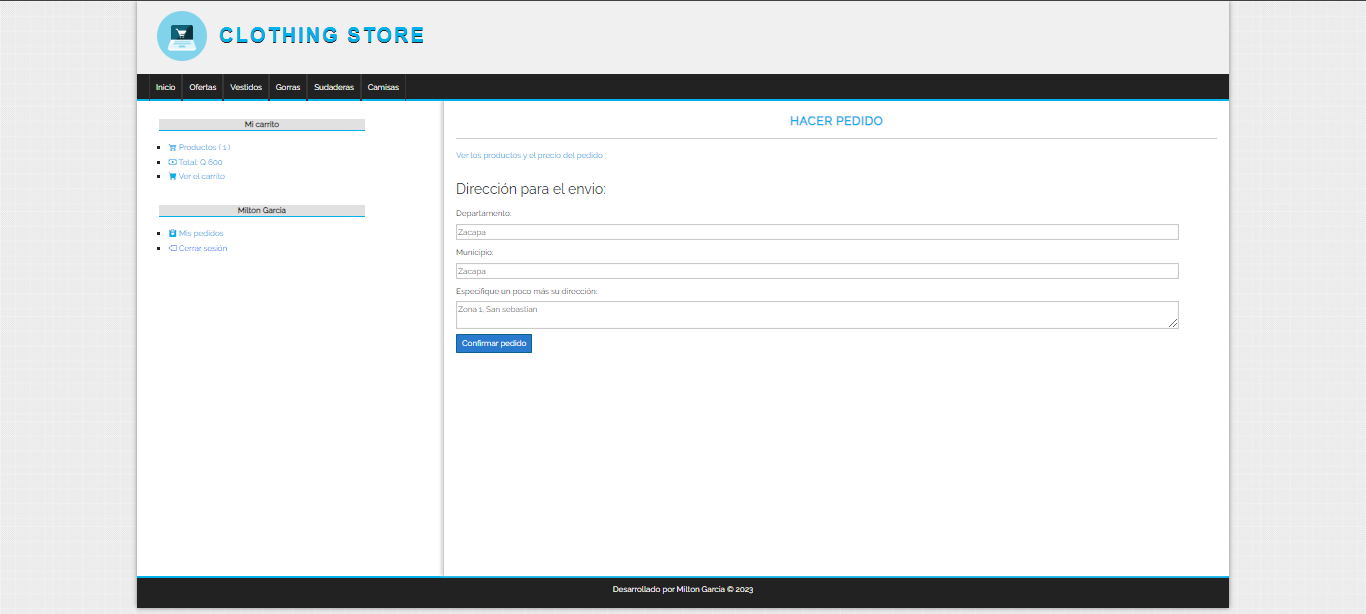 CLOTHING STORE
Inicio Ofertas Vestidos Gorras Sudaderas Camisas
Mi carrito
Productos ( 1 )
Total: Q 600
Ver el carrito
Milton Garcia
Mis pedidos
Cerrar sesión
HACER PEDIDO
Ver los productos y el precio del pedido
Dirección para el envio:
Departamento:
Zacapa
Municipio:
Zacapa
Especifique un poco más su dirección:
Zona 1, San sebastian
Confirmar pedido
Desarrollado por Milton Garcia © 2023